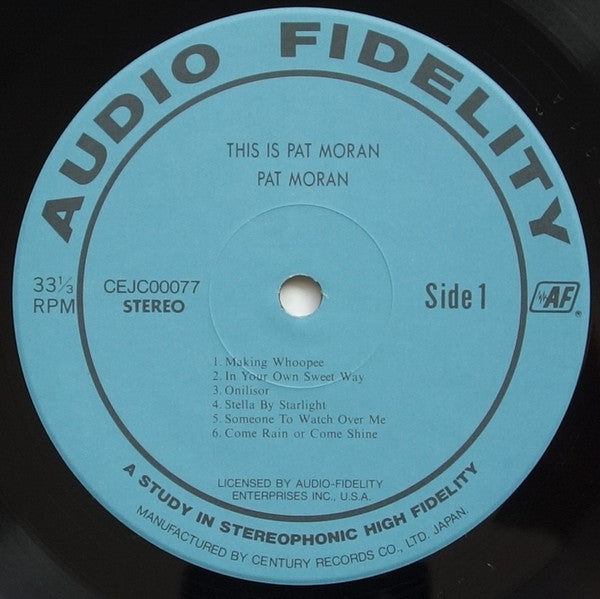 AUDIO FIDELITY
THIS IS PAT MORAN
PAT MORAN
33⅓
RPM
CEJC00077
STEREO
Side 1
AF
®
1. Making Whoopee
2. In Your Own Sweet Way
3. Onilisor
4. Stella By Starlight
5. Someone To Watch Over Me
6. Come Rain or Come Shine
LICENSED BY AUDIO-FIDELITY
ENTERPRISES INC., U.S.A.
A STUDY IN STEREOPHONIC HIGH FIDELITY
MANUFACTURED BY CENTURY RECORDS CO., LTD. JAPAN.